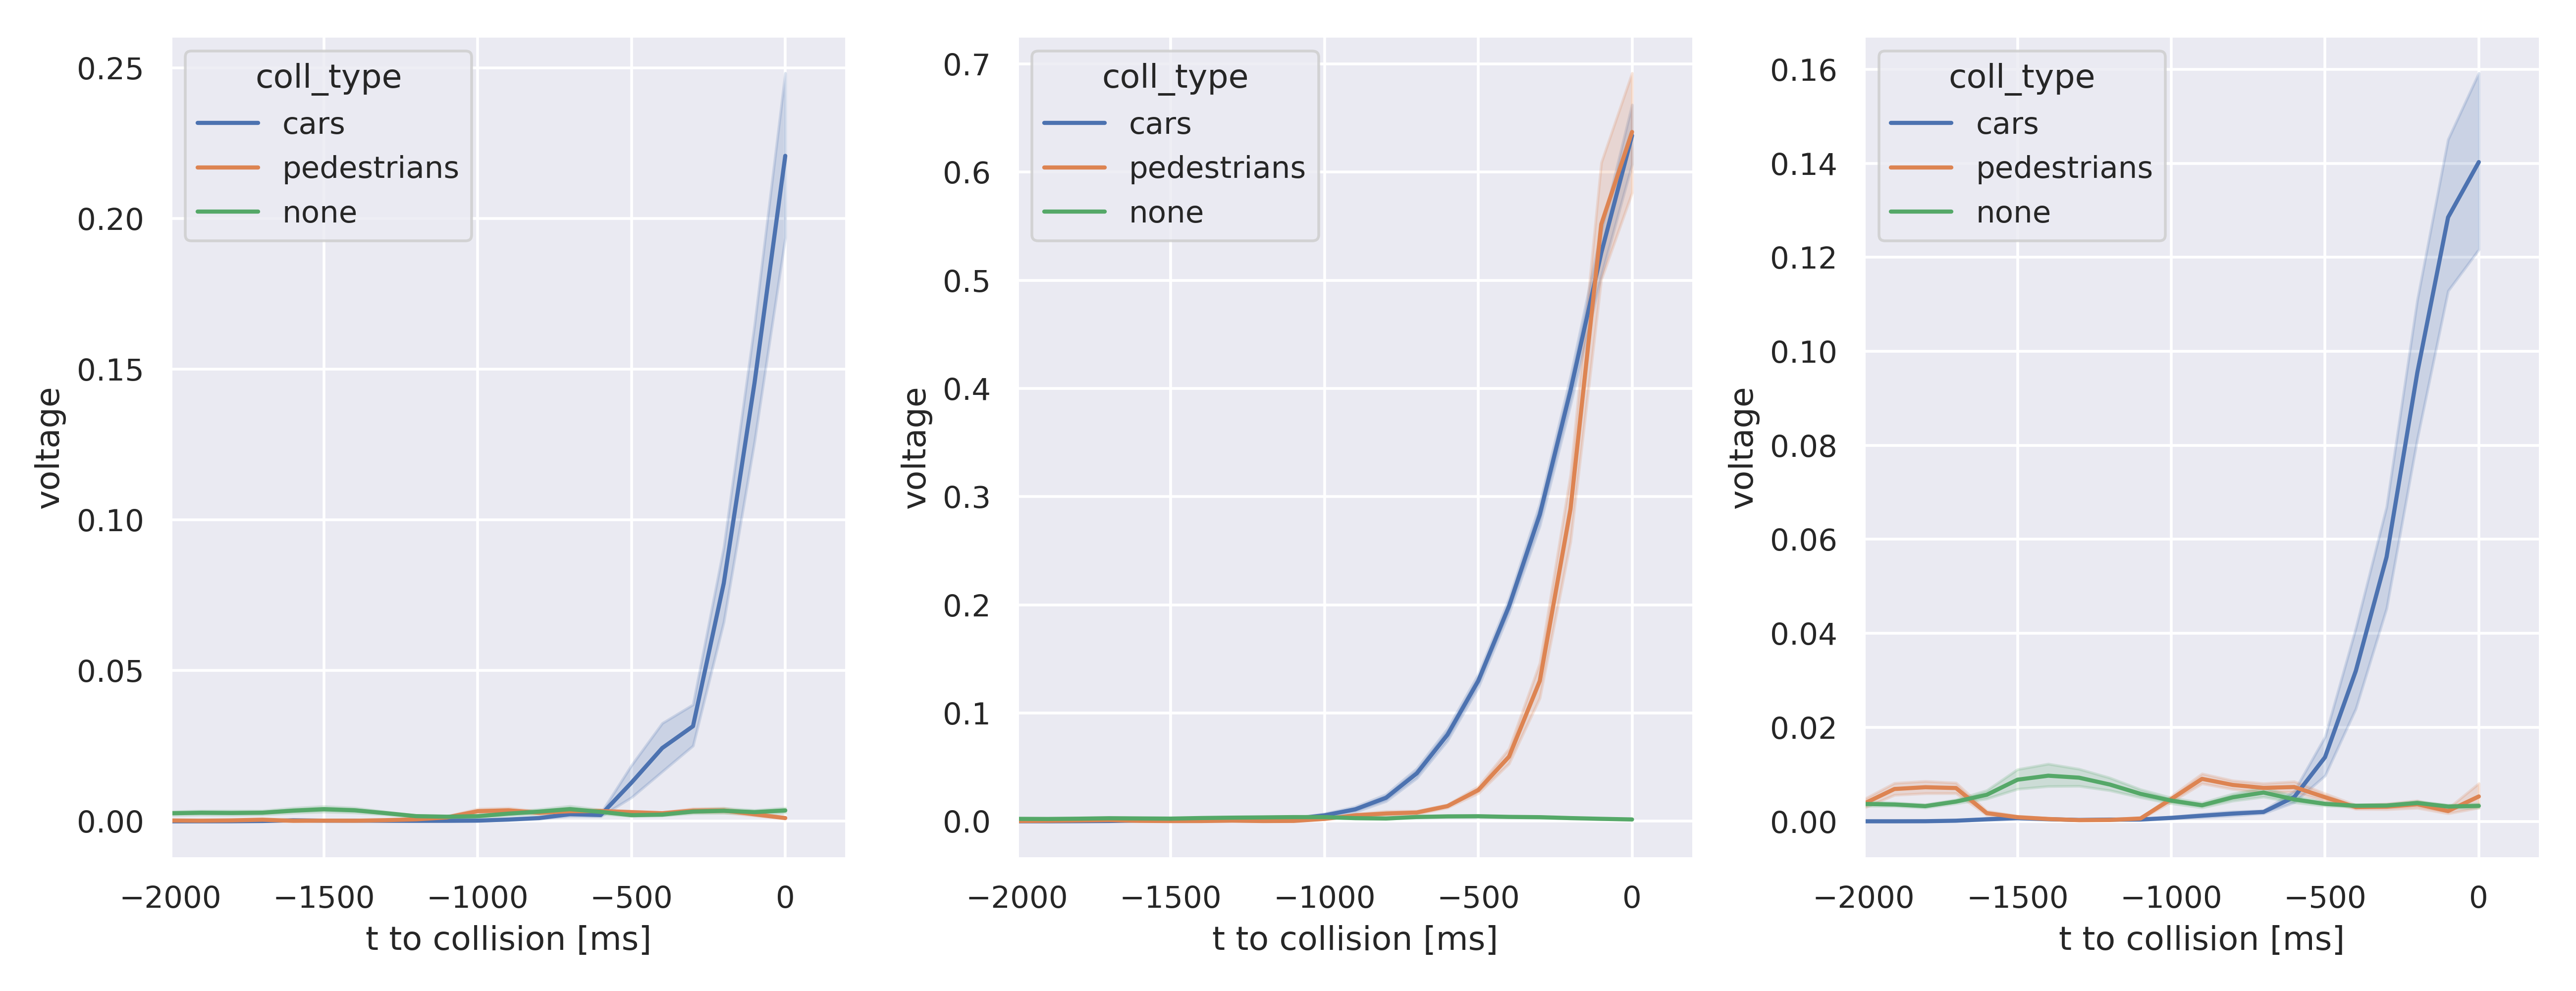 coll_type
cars
pedestrians
none
0.25
0.20
0.15
0.10
0.05
0.00
voltage
−2000 −1500 −1000 −500 0
t to collision [ms]
coll_type
cars
pedestrians
none
0.7
0.6
0.5
0.4
0.3
0.2
0.1
0.0
voltage
−2000 −1500 −1000 −500 0
t to collision [ms]
coll_type
cars
pedestrians
none
0.16
0.14
0.12
0.10
0.08
0.06
0.04
0.02
0.00
voltage
−2000 −1500 −1000 −500 0
t to collision [ms]